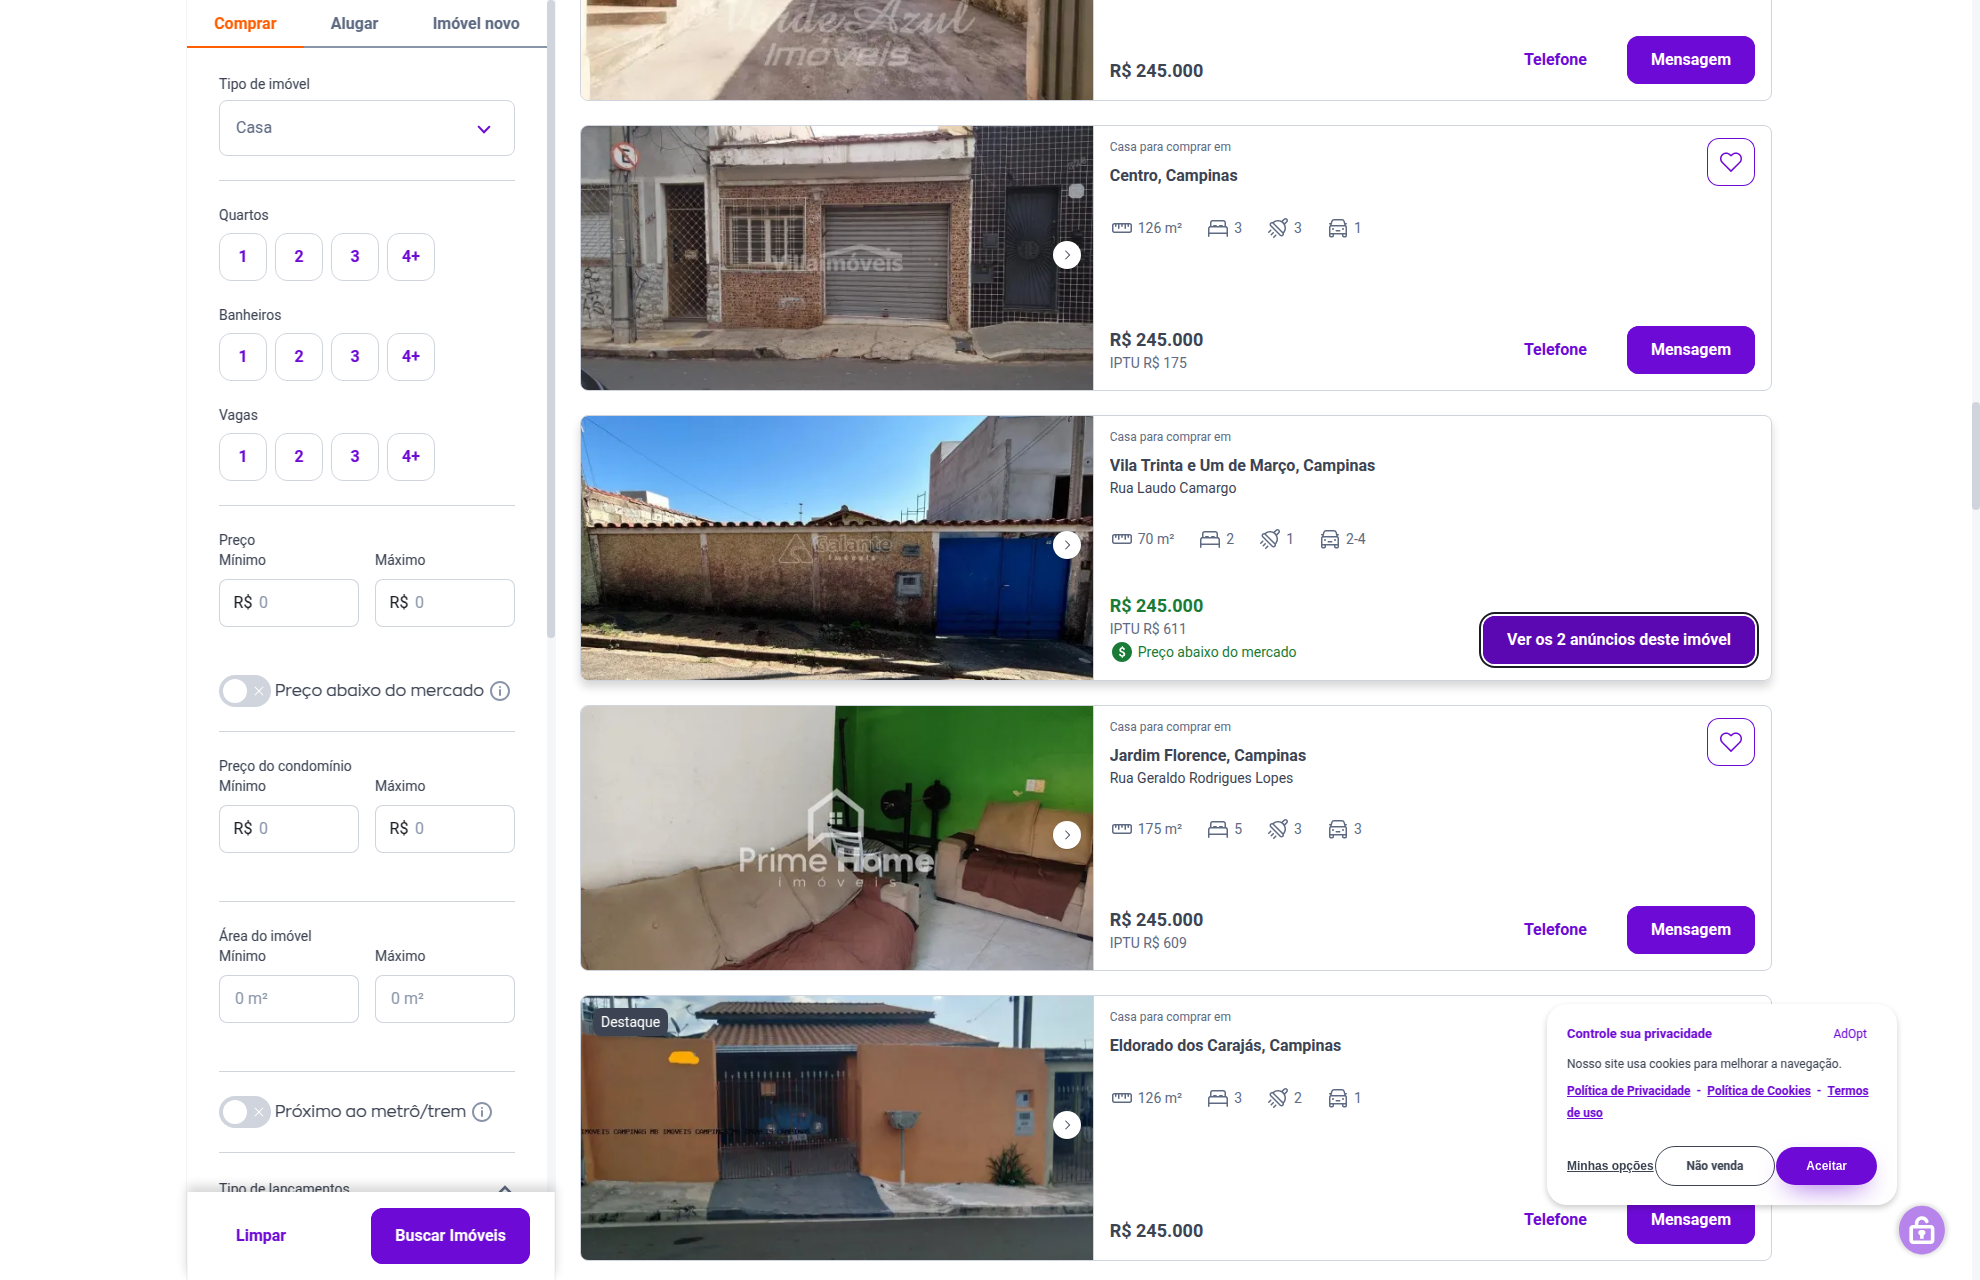 Comprar
Alugar
Imóvel novo
Tipo de imóvel
Casa
Quartos
1
2
3
4+
Banheiros
1
2
3
4+
Vagas
1
2
3
4+
Preço
Mínimo
Máximo
R$ 0
R$ 0
Preço abaixo do mercado
Preço do condomínio
Mínimo
Máximo
R$ 0
R$ 0
Área do imóvel
Mínimo
Máximo
0 m²
0 m²
Próximo ao metrô/trem
Tipo de lançamentos
Limpar
Buscar Imóveis
Verde Azul
Imóveis
R$ 245.000
Telefone
Mensagem
E
Vila Imóveis
Casa para comprar em
Centro, Campinas
126 m²
3
3
1
R$ 245.000
IPTU R$ 175
Telefone
Mensagem
Galante
Imóveis
Casa para comprar em
Vila Trinta e Um de Março, Campinas
Rua Laudo Camargo
70 m²
2
1
2-4
R$ 245.000
IPTU R$ 611
$ Preço abaixo do mercado
Ver os 2 anúncios deste imóvel
Prime Home
imóveis
Casa para comprar em
Jardim Florence, Campinas
Rua Geraldo Rodrigues Lopes
175 m²
5
3
3
R$ 245.000
IPTU R$ 609
Telefone
Mensagem
Destaque
Casa para comprar em
Eldorado dos Carajás, Campinas
126 m²
3
2
1
R$ 245.000
Telefone
Mensagem
Controle sua privacidade
AdOpt
Nosso site usa cookies para melhorar a navegação.
Política de Privacidade - Política de Cookies - Termos
de uso
Minhas opções
Não venda
Aceitar